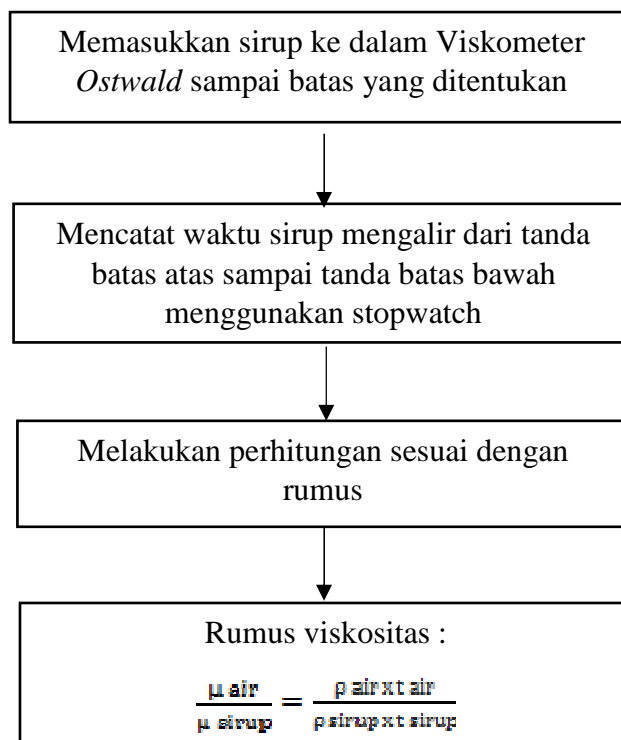 Memasukkan sirup ke dalam Viskometer
Ostwald sampai batas yang ditentukan
Mencatat waktu sirup mengalir dari tanda
batas atas sampai tanda batas bawah
menggunakan stopwatch
Melakukan perhitungan sesuai dengan
rumus
Rumus viskositas :
μ air / μ sirup = ρ air x t air / ρ sirup x t sirup